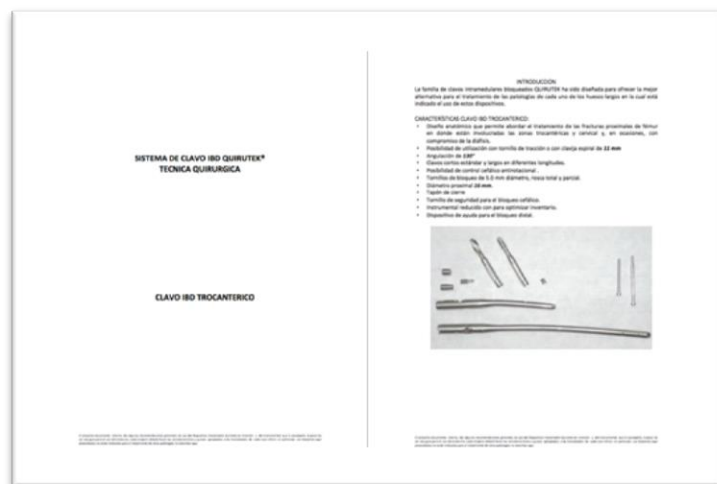 SISTEMA DE CLAVO IBO QUIRUTEK®
TECNICA QUIRURGICA
CLAVO IBO TROCANTERICO
INTRODUCCION
La familia de clavos intramedulares bloqueados QUIRUTEK ha sido diseñada para ofrecer la mejor
alternativa para el tratamiento de las patologías de cada uno de los huesos largos en la cual está
indicado el uso de estos dispositivos.
CARACTERÍSTICAS CLAVO IBO TROCANTERICO:
• Diseño anatómico que permite abordar el tratamiento de las fracturas proximales de fémur
en donde están involucradas las zonas trocantéricas y cervical y, en ocasiones, con
compromiso de la diáfisis.
• Posibilidad de utilización con tornillo de tracción o con clavija espiral de 12 mm
• Angulación de 130°
• Clavos cortos estándar y largos en diferentes longitudes.
• Posibilidad de control cefálico antirotacional.
• Tornillos de bloqueo de 5.0 mm diámetro, rosca total y parcial.
• Diámetro proximal 16 mm.
• Tapón de cierre
• Tornillo de seguridad para el bloqueo cefálico.
• Instrumental reducido con para optimizar inventario.
• Dispositivo de ayuda para el bloqueo distal.